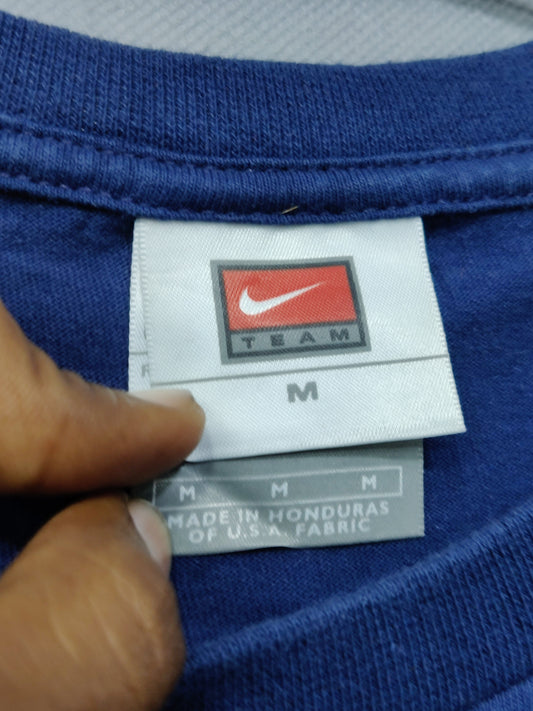 TEAM
M
M M M
MADE IN HONDURAS
OF U.S.A. FABRIC